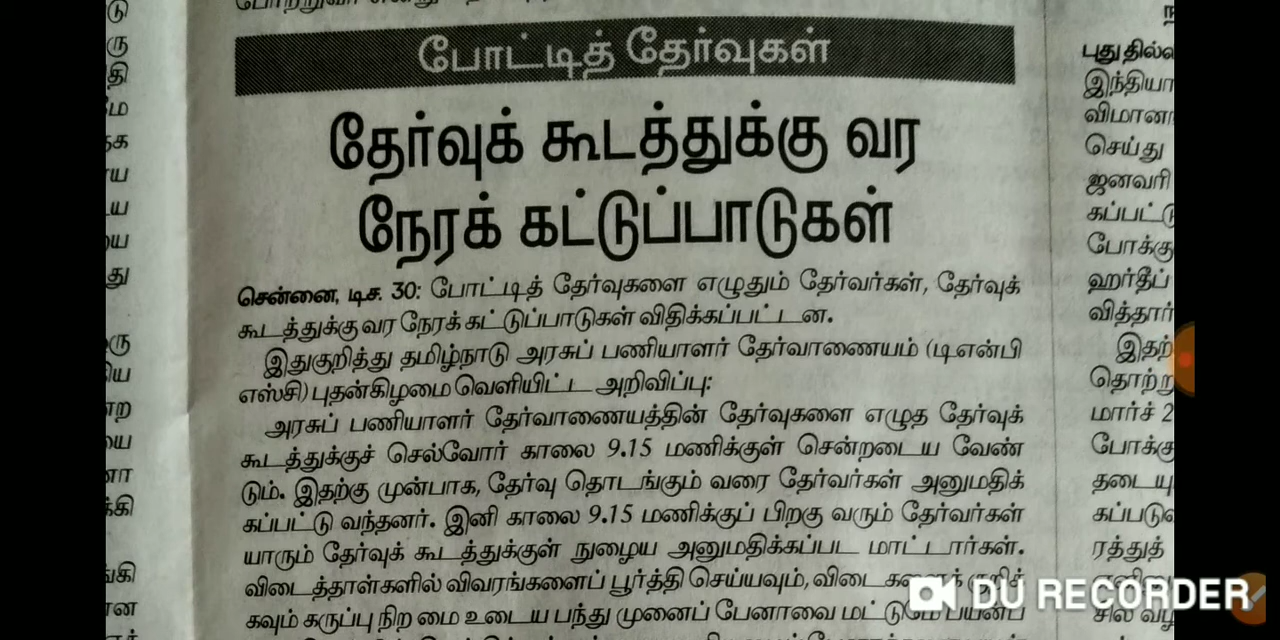 போட்டித் தேர்வுகள்
தேர்வுக் கூடத்துக்கு வர
நேரக் கட்டுப்பாடுகள்
சென்னை, டிச. 30: போட்டித் தேர்வுகளை எழுதும் தேர்வர்கள், தேர்வுக்
கூடத்துக்கு வர நேரக் கட்டுப்பாடுகள் விதிக்கப்பட்டன.
இதுகுறித்து தமிழ்நாடு அரசுப் பணியாளர் தேர்வாணையம் (டிஎன்பி
எஸ்சி) புதன்கிழமை வெளியிட்ட அறிவிப்பு:
அரசுப் பணியாளர் தேர்வாணையத்தின் தேர்வுகளை எழுத தேர்வுக்
கூடத்துக்குச் செல்வோர் காலை 9.15 மணிக்குள் சென்றடைய வேண்
டும். இதற்கு முன்பாக, தேர்வு தொடங்கும் வரை தேர்வர்கள் அனுமதிக்
கப்பட்டு வந்தனர். இனி காலை 9.15 மணிக்குப் பிறகு வரும் தேர்வர்கள்
யாரும் தேர்வுக் கூடத்துக்குள் நுழைய அனுமதிக்கப்பட மாட்டார்கள்.
விடைத்தாள்களில் விவரங்களைப் பூர்த்தி செய்யவும்,
கவும் கருப்பு நிற மை உடைய பந்து முனைப் பேனாவை
புது
செய்து
ஜனவரி
மார்ச்
DU RECORDER